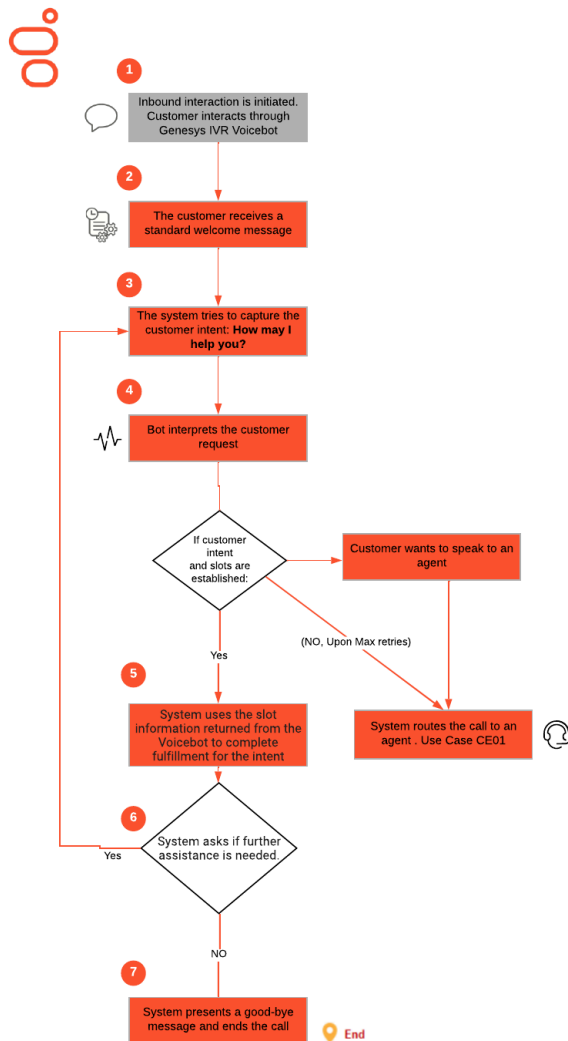 1
Inbound interaction is initiated.
Customer interacts through
Genesys IVR Voicebot
2
The customer receives a
standard welcome message
3
The system tries to capture the
customer intent: How may I
help you?
4
Bot interprets the customer
request
If customer
intent
and slots are
established:
Customer wants to speak to an
agent
(NO, Upon Max retries)
Yes
5
System uses the slot
information returned from the
Voicebot to complete
fulfillment for the intent
System routes the call to an
agent . Use Case CE01
6
System asks if further
assistance is needed.
Yes
NO
7
System presents a good-bye
message and ends the call
End